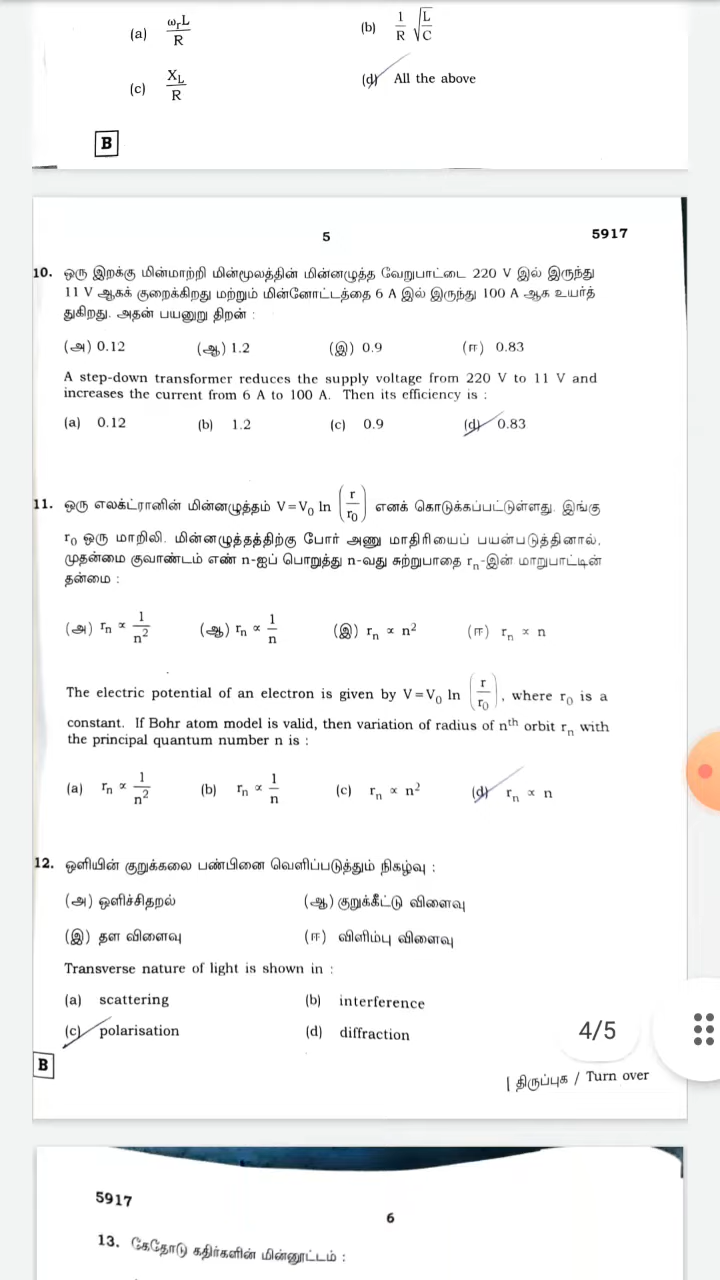 (a) ωrL/R (b) 1/R √L/C
(c) XL/R (d) All the above
B
5 5917
10. ஒரு இறக்கு மின்மாற்றி மின்மூலத்தின் மின்னழுத்த வேறுபாட்டை 220 V இல் இருந்து
11 V ஆகக் குறைக்கிறது மற்றும் மின்னோட்டத்தை 6 A இல் இருந்து 100 A ஆக உயர்த்
துகிறது. அதன் பயனுறு திறன் :
(அ) 0.12 (ஆ) 1.2 (இ) 0.9 (ஈ) 0.83
A step-down transformer reduces the supply voltage from 220 V to 11 V and
increases the current from 6 A to 100 A. Then its efficiency is :
(a) 0.12 (b) 1.2 (c) 0.9 (d) 0.83
11. ஒரு எலக்ட்ரானின் மின்னழுத்தம் V=V₀ ln (r/r₀) எனக் கொடுக்கப்பட்டுள்ளது. இங்கு
r₀ ஒரு மாறிலி. மின்னழுத்தத்திற்கு போர் அணு மாதிரியைப் பயன்படுத்தினால்,
முதன்மை குவாண்டம் எண் n-ஐப் பொறுத்து n-வது சுற்றுபாதை rₙ-இன் மாறுபாட்டின்
தன்மை :
(அ) rₙ ∝ 1/n² (ஆ) rₙ ∝ 1/n (இ) rₙ ∝ n² (ஈ) rₙ ∝ n
The electric potential of an electron is given by V=V₀ ln (r/r₀), where r₀ is a
constant. If Bohr atom model is valid, then variation of radius of nth orbit rₙ with
the principal quantum number n is :
(a) rₙ ∝ 1/n² (b) rₙ ∝ 1/n (c) rₙ ∝ n² (d) rₙ ∝ n
12. ஒளியின் குறுக்கலை பண்பினை வெளிப்படுத்தும் நிகழ்வு :
(அ) ஒளிச்சிதறல் (ஆ) குறுக்கீட்டு விளைவு
(இ) தள விளைவு (ஈ) விளிம்பு விளைவு
Transverse nature of light is shown in :
(a) scattering (b) interference
(c) polarisation (d) diffraction
4/5
B
[ திருப்புக / Turn over
5917
6
13. கேதோடு கதிர்களின் மின்னூட்டம் :